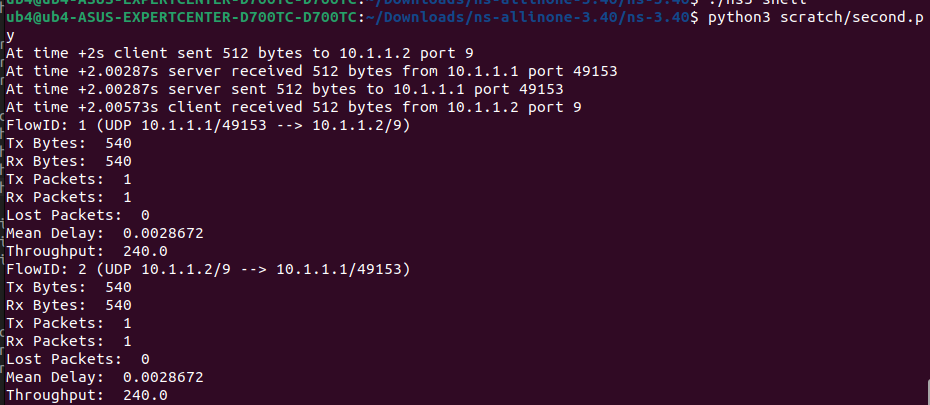 ub4@ub4-ASUS-EXPERTCENTER-D700TC-D700TC:~/Downloads/ns-allinone-3.40/ns-3.40$ ./ns3 shell
ub4@ub4-ASUS-EXPERTCENTER-D700TC-D700TC:~/Downloads/ns-allinone-3.40/ns-3.40$ python3 scratch/second.p
y
At time +2s client sent 512 bytes to 10.1.1.2 port 9
At time +2.00287s server received 512 bytes from 10.1.1.1 port 49153
At time +2.00287s server sent 512 bytes to 10.1.1.1 port 49153
At time +2.00573s client received 512 bytes from 10.1.1.2 port 9
FlowID: 1 (UDP 10.1.1.1/49153 --> 10.1.1.2/9)
Tx Bytes:  540
Rx Bytes:  540
Tx Packets:  1
Rx Packets:  1
Lost Packets:  0
Mean Delay:  0.0028672
Throughput:  240.0
FlowID: 2 (UDP 10.1.1.2/9 --> 10.1.1.1/49153)
Tx Bytes:  540
Rx Bytes:  540
Tx Packets:  1
Rx Packets:  1
Lost Packets:  0
Mean Delay:  0.0028672
Throughput:  240.0